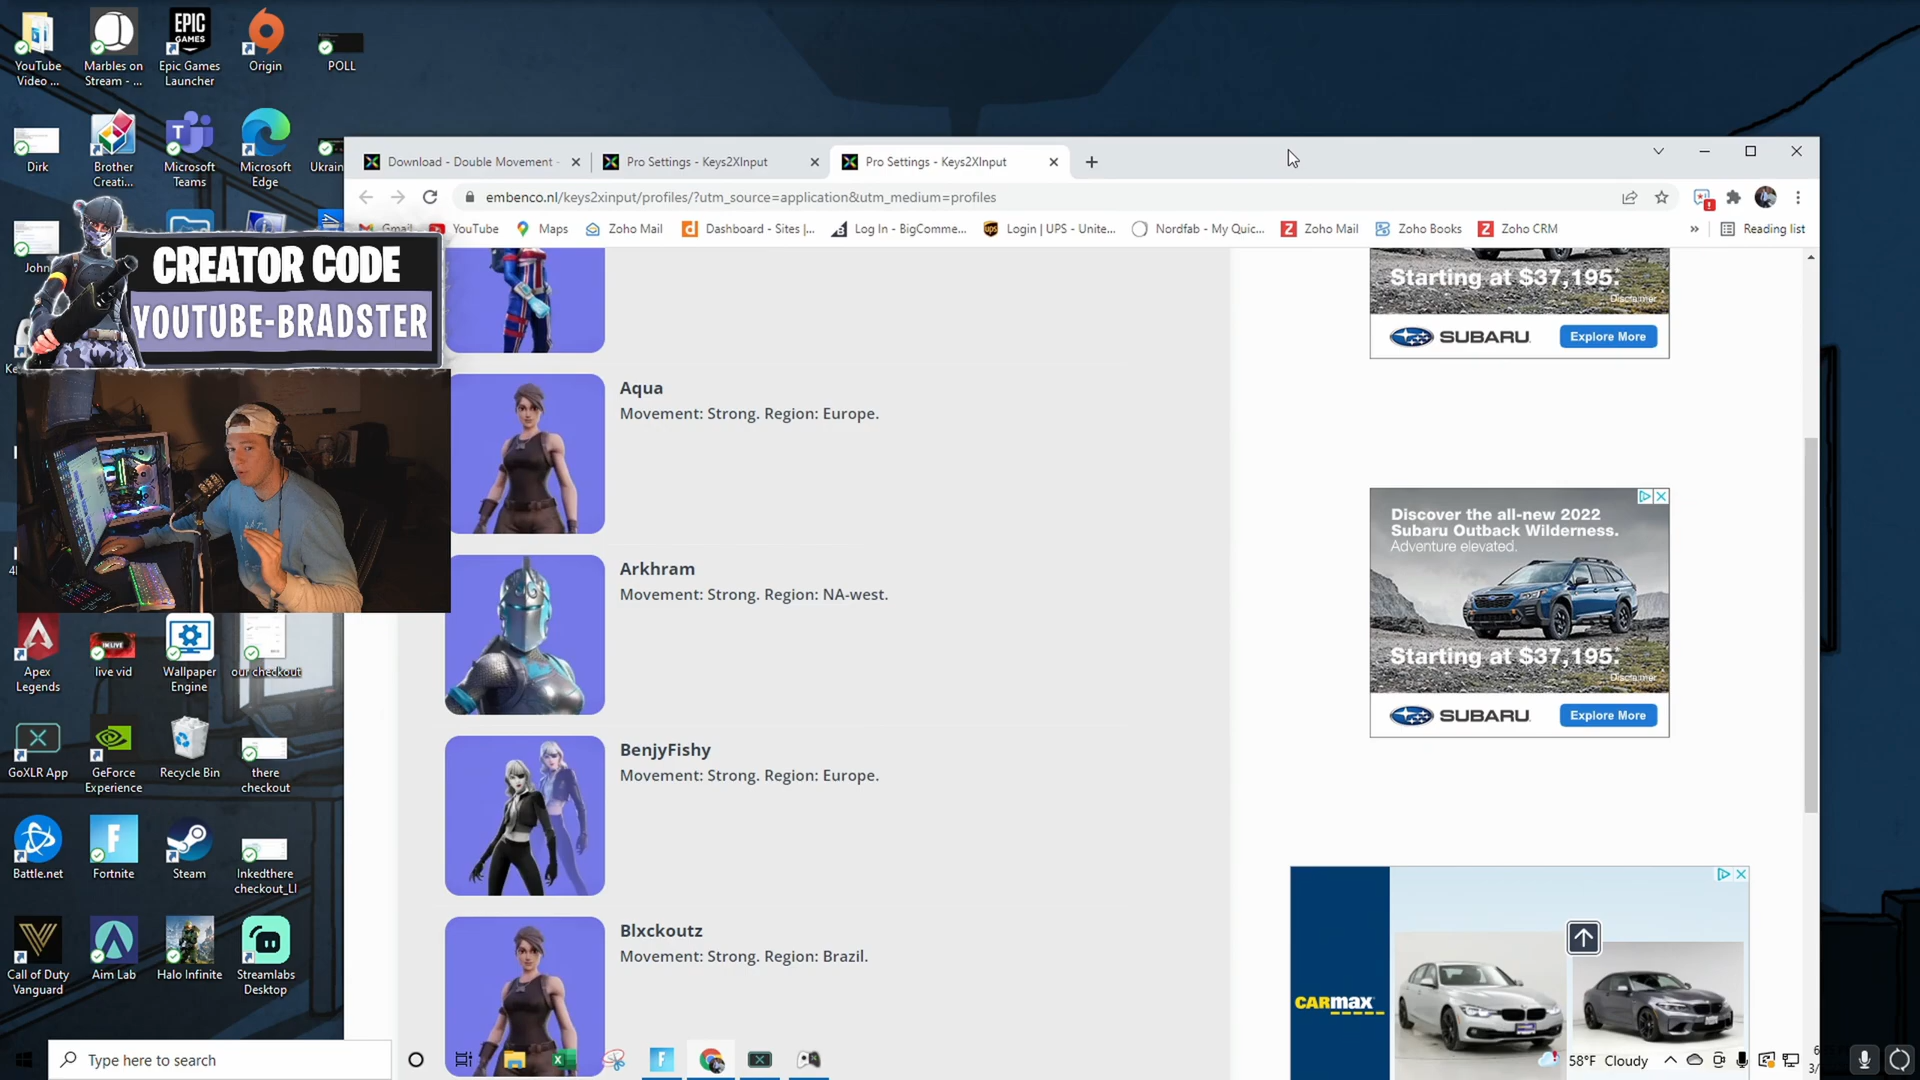 YouTube Video ...
Marbles on Stream - ...
EPIC GAMES
Epic Games Launcher
Origin
POLL
Dirk
Brother Creati...
Microsoft Teams
Microsoft Edge
Ukrain
John
Download - Double Movement -
Pro Settings - Keys2XInput
Pro Settings - Keys2XInput
embenco.nl/keys2xinput/profiles/?utm_source=application&utm_medium=profiles
Gmail
YouTube
Maps
Zoho Mail
Dashboard - Sites |...
Log In - BigComme...
Login | UPS - Unite...
Nordfab - My Quic...
Zoho Mail
Zoho Books
Zoho CRM
»
Reading list
CREATOR CODE
YOUTUBE-BRADSTER
Starting at $37,195.
Disclaimer
SUBARU
Explore More
Aqua
Movement: Strong. Region: Europe.
Arkhram
Movement: Strong. Region: NA-west.
Discover the all-new 2022
Subaru Outback Wilderness.
Adventure elevated.
Starting at $37,195.
Disclaimer
SUBARU
Explore More
BenjyFishy
Movement: Strong. Region: Europe.
Blxckoutz
Movement: Strong. Region: Brazil.
CARMAX
Apex Legends
live vid
Wallpaper Engine
our checkout
GoXLR App
GeForce Experience
Recycle Bin
there checkout
Battle.net
Fortnite
Steam
Inkedthere checkout_LI
Call of Duty Vanguard
Aim Lab
Halo Infinite
Streamlabs Desktop
Type here to search
58°F Cloudy